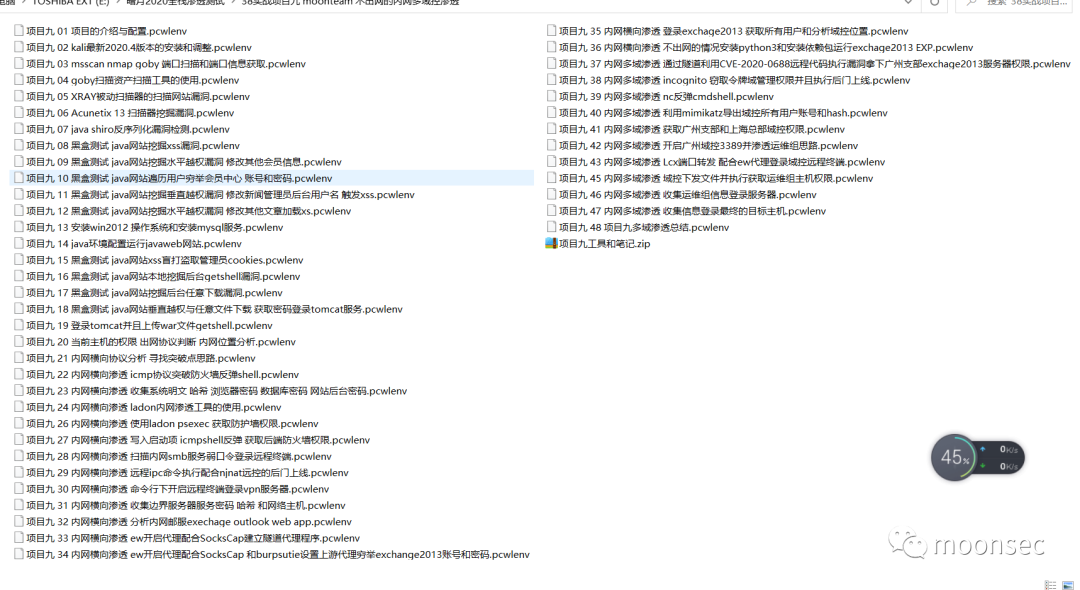 电脑 > TOSHIBA EXT (E:) > 暗月2020全栈渗透测试 > 38实战项目九 moonteam 不出网的内网多域控渗透
搜索"38实战项目...
项目九 01 项目的介绍与配置.pcwlenv
项目九 02 kali最新2020.4版本的安装和调整.pcwlenv
项目九 03 msscan nmap goby 端口扫描和端口信息获取.pcwlenv
项目九 04 goby扫描资产扫描工具的使用.pcwlenv
项目九 05 XRAY被动扫描器的扫描网站漏洞.pcwlenv
项目九 06 Acunetix 13 扫描器挖掘漏洞.pcwlenv
项目九 07 java shiro反序列化漏洞检测.pcwlenv
项目九 08 黑盒测试 java网站挖掘xss漏洞.pcwlenv
项目九 09 黑盒测试 java网站挖掘水平越权漏洞 修改其他会员信息.pcwlenv
项目九 10 黑盒测试 java网站遍历用户穷举会员中心 账号和密码.pcwlenv
项目九 11 黑盒测试 java网站挖掘垂直越权漏洞 修改新闻管理员后台用户名 触发xss.pcwlenv
项目九 12 黑盒测试 java网站挖掘水平越权漏洞 修改其他文章加载xs.pcwlenv
项目九 13 安装win2012 操作系统和安装mysql服务.pcwlenv
项目九 14 java环境配置运行javaweb网站.pcwlenv
项目九 15 黑盒测试 java网站xss盲打盗取管理员cookies.pcwlenv
项目九 16 黑盒测试 java网站本地挖掘后台getshell漏洞.pcwlenv
项目九 17 黑盒测试 java网站挖掘后台任意下载漏洞.pcwlenv
项目九 18 黑盒测试 java网站垂直越权与任意文件下载 获取密码登录tomcat服务.pcwlenv
项目九 19 登录tomcat并且上传war文件getshell.pcwlenv
项目九 20 当前主机的权限 出网协议判断 内网位置分析.pcwlenv
项目九 21 内网横向协议分析 寻找突破点思路.pcwlenv
项目九 22 内网横向渗透 icmp协议突破防火墙反弹shell.pcwlenv
项目九 23 内网横向渗透 收集系统明文 哈希 浏览器密码 数据库密码 网站后台密码.pcwlenv
项目九 24 内网横向渗透 ladon内网渗透工具的使用.pcwlenv
项目九 26 内网横向渗透 使用ladon psexec 获取防护墙权限.pcwlenv
项目九 27 内网横向渗透 写入启动项 icmpshell反弹 获取后端防火墙权限.pcwlenv
项目九 28 内网横向渗透 扫描内网smb服务弱口令登录远程终端.pcwlenv
项目九 29 内网横向渗透 远程ipc命令执行配合njnat远控的后门上线.pcwlenv
项目九 30 内网横向渗透 命令行下开启远程终端登录vpn服务器.pcwlenv
项目九 31 内网横向渗透 收集边界服务器服务密码 哈希 和网络主机.pcwlenv
项目九 32 内网横向渗透 分析内网邮服exechage outlook web app.pcwlenv
项目九 33 内网横向渗透 ew开启代理配合SocksCap建立隧道代理程序.pcwlenv
项目九 34 内网横向渗透 ew开启代理配合SocksCap 和burpsutie设置上游代理穷举exchange2013账号和密码.pcwlenv
项目九 35 内网横向渗透 登录exchage2013 获取所有用户和分析域控位置.pcwlenv
项目九 36 内网横向渗透 不出网的情况安装python3和安装依赖包运行exchage2013 EXP.pcwlenv
项目九 37 内网多域渗透 通过隧道利用CVE-2020-0688远程代码执行漏洞拿下广州支部exchage2013服务器权限.pcwlenv
项目九 38 内网多域渗透 incognito 窃取令牌域管理权限并且执行后门上线.pcwlenv
项目九 39 内网多域渗透 nc反弹cmdshell.pcwlenv
项目九 40 内网多域渗透 利用mimikatz导出域控所有用户账号和hash.pcwlenv
项目九 41 内网多域渗透 获取广州支部和上海总部域控权限.pcwlenv
项目九 42 内网多域渗透 开启广州域控3389并渗透运维组思路.pcwlenv
项目九 43 内网多域渗透 Lcx端口转发 配合ew代理登录域控远程终端.pcwlenv
项目九 45 内网多域渗透 域控下发文件并执行获取运维组主机权限.pcwlenv
项目九 46 内网多域渗透 收集运维组信息登录服务器.pcwlenv
项目九 47 内网多域渗透 收集信息登录最终的目标主机.pcwlenv
项目九 48 项目九多域渗透总结.pcwlenv
项目九工具和笔记.zip
45%
0K/s
0K/s
moonsec